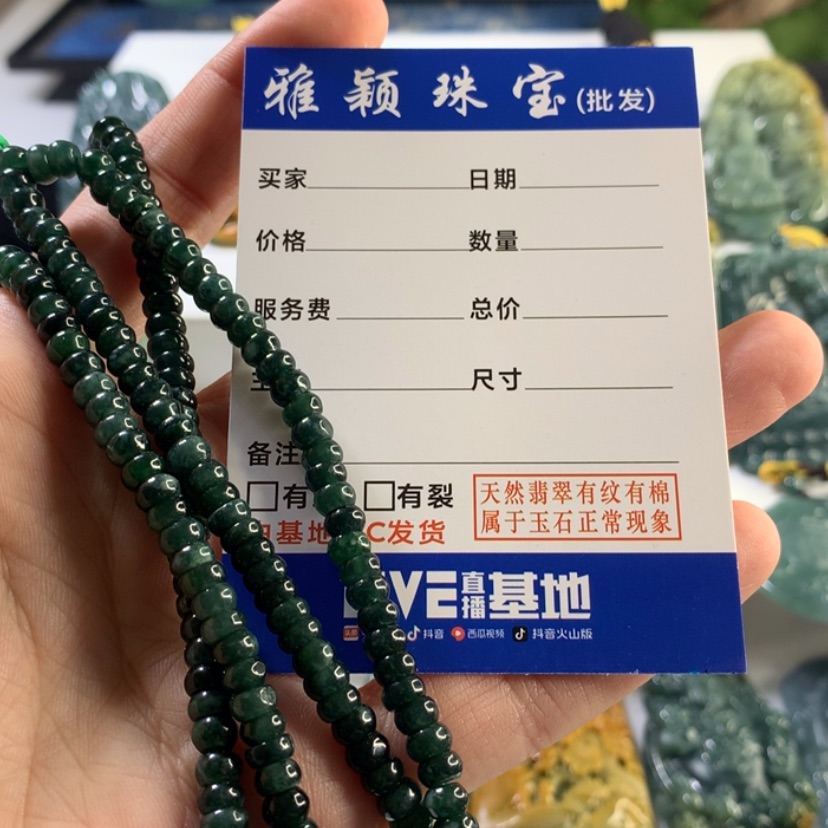 雅颖珠宝(批发)
买家 日期
价格 数量
服务费 总价
尺寸
备注
有 有裂
天然翡翠有纹有棉
属于玉石正常现象
基地 C发货
VE直播基地
抖音 西瓜视频 抖音火山版